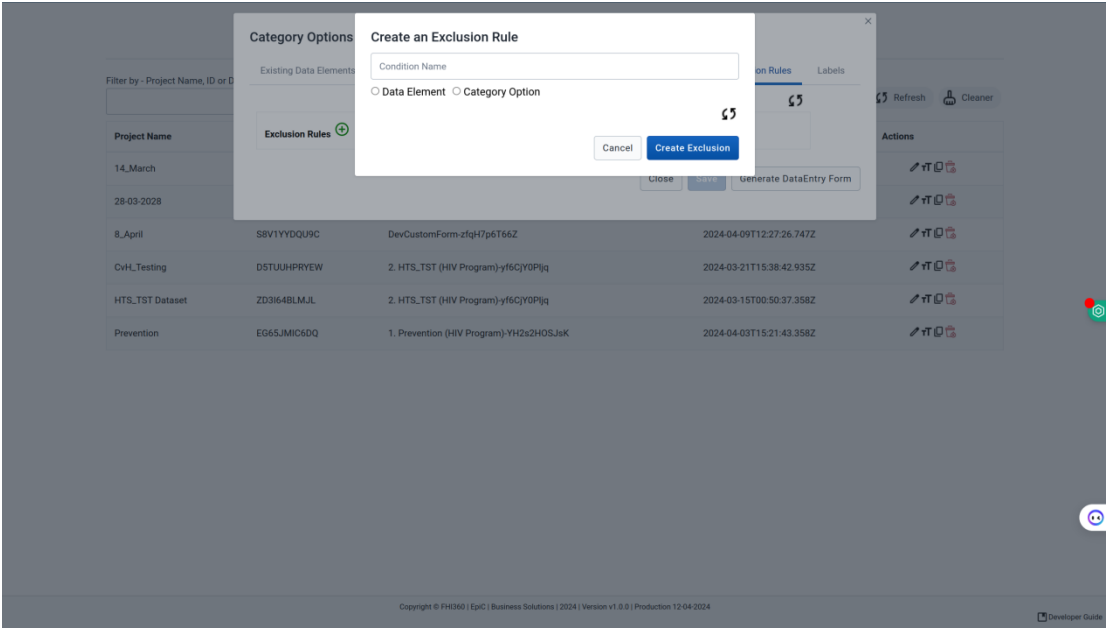 Category Options
Create an Exclusion Rule
×
Existing Data Elements
Condition Name
on Rules
Labels
Filter by - Project Name, ID or D
Data Element
Category Option
Refresh
Cleaner
Exclusion Rules
Cancel
Create Exclusion
Project Name
Actions
14_March
Close
Save
Generate DataEntry Form
28-03-2028
8_April S8V1YYDQU9C DevCustomForm-zfqH7p6T66Z 2024-04-09T12:27:26.747Z
CvH_Testing D5TUUHPRYEW 2. HTS_TST (HIV Program)-yf6CjY0Pljq 2024-03-21T15:38:42.935Z
HTS_TST Dataset ZD3I64BLMJL 2. HTS_TST (HIV Program)-yf6CjY0Pljq 2024-03-15T00:50:37.358Z
Prevention EG65JMIC6DQ 1. Prevention (HIV Program)-YH2s2HOSJsK 2024-04-03T15:21:43.358Z
Copyright © FHI360 | EpiC | Business Solutions | 2024 | Version v1.0.0 | Production 12-04-2024
Developer Guide